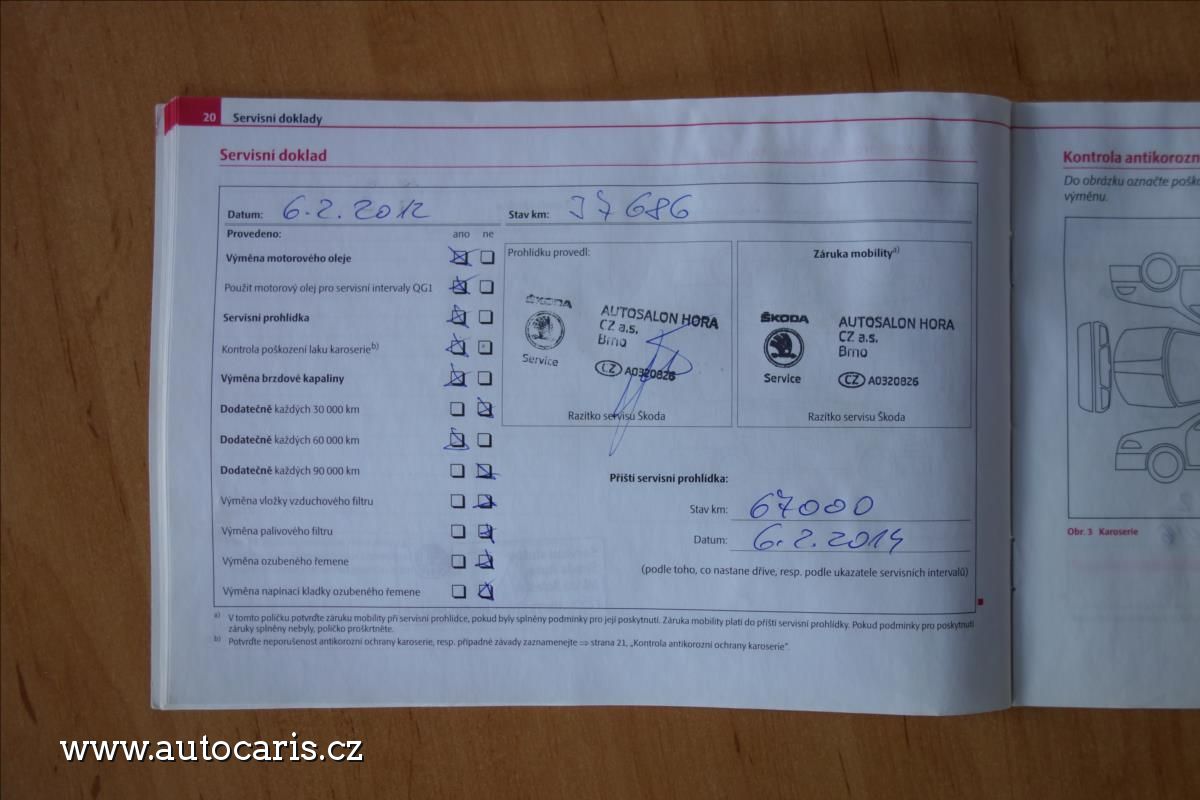 20 Servisní doklady
Servisní doklad
Datum: 6.2.2012 Stav km: 37686
Provedeno: ano ne
Výměna motorového oleje
Použit motorový olej pro servisní intervaly QG1
Servisní prohlídka
Kontrola poškození laku karoserie b)
Výměna brzdové kapaliny
Dodatečně každých 30 000 km
Dodatečně každých 60 000 km
Dodatečně každých 90 000 km
Výměna vložky vzduchového filtru
Výměna palivového filtru
Výměna ozubeného řemene
Výměna napínací kladky ozubeného řemene
Prohlídku provedl:
ŠKODA
Service
AUTOSALON HORA
CZ a.s.
Brno
CZ A0320826
Razítko servisu Škoda
Záruka mobility a)
ŠKODA
Service
AUTOSALON HORA
CZ a.s.
Brno
CZ A0320826
Razítko servisu Škoda
Příští servisní prohlídka:
Stav km: 67000
Datum: 6.2.2014
(podle toho, co nastane dříve, resp. podle ukazatele servisních intervalů)
a) V tomto políčku potvrďte záruku mobility při servisní prohlídce, pokud byly splněny podmínky pro její poskytnutí. Záruka mobility platí do příští servisní prohlídky. Pokud podmínky pro poskytnutí
záruky splněny nebyly, políčko proškrtněte.
b) Potvrďte neporušenost antikorozní ochrany karoserie, resp. případné závady zaznamenejte ⇒ strana 21, „Kontrola antikorozní ochrany karoserie“.
Kontrola antikorozn
Do obrázku označte poško
výměnu.
Obr. 3 Karoserie
www.autocaris.cz